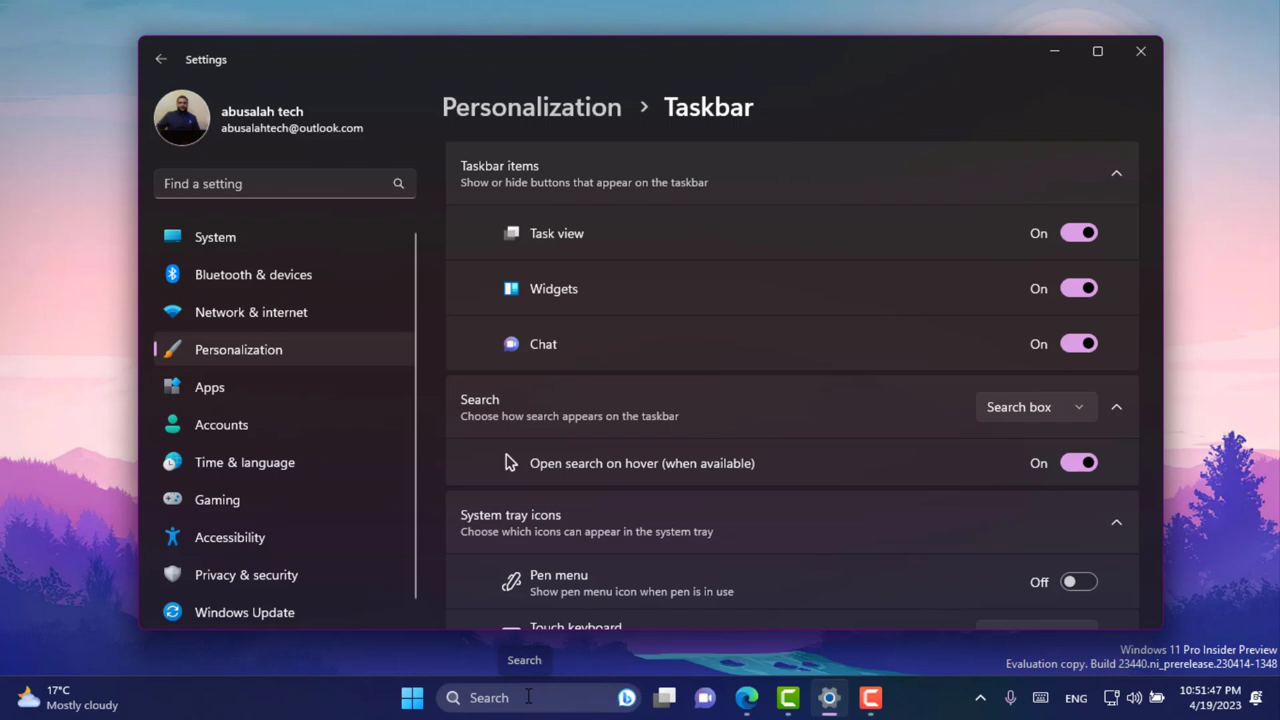 Settings
abusalah tech
abusalahtech@outlook.com
Find a setting
System
Bluetooth & devices
Network & internet
Personalization
Apps
Accounts
Time & language
Gaming
Accessibility
Privacy & security
Windows Update
Personalization > Taskbar
Taskbar items
Show or hide buttons that appear on the taskbar
Task view On
Widgets On
Chat On
Search
Choose how search appears on the taskbar
Search box
Open search on hover (when available) On
System tray icons
Choose which icons can appear in the system tray
Pen menu
Show pen menu icon when pen is in use
Off
Touch keyboard
Search
Windows 11 Pro Insider Preview
Evaluation copy. Build 23440.ni_prerelease.230414-1348
17°C
Mostly cloudy
Search
ENG
10:51:47 PM
4/19/2023